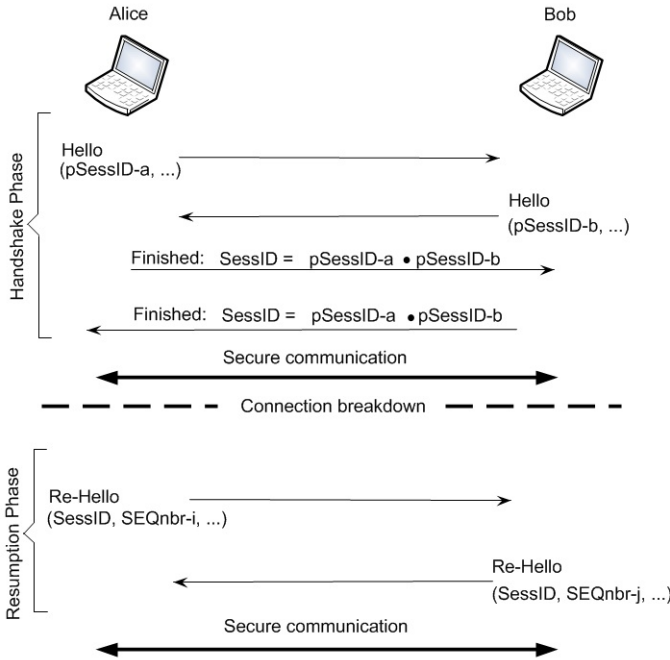 Alice
Bob
Handshake Phase
Hello
(pSessID-a, ...)
Hello
(pSessID-b, ...)
Finished: SessID = pSessID-a • pSessID-b
Finished: SessID = pSessID-a • pSessID-b
Secure communication
Connection breakdown
Resumption Phase
Re-Hello
(SessID, SEQnbr-i, ...)
Re-Hello
(SessID, SEQnbr-j, ...)
Secure communication